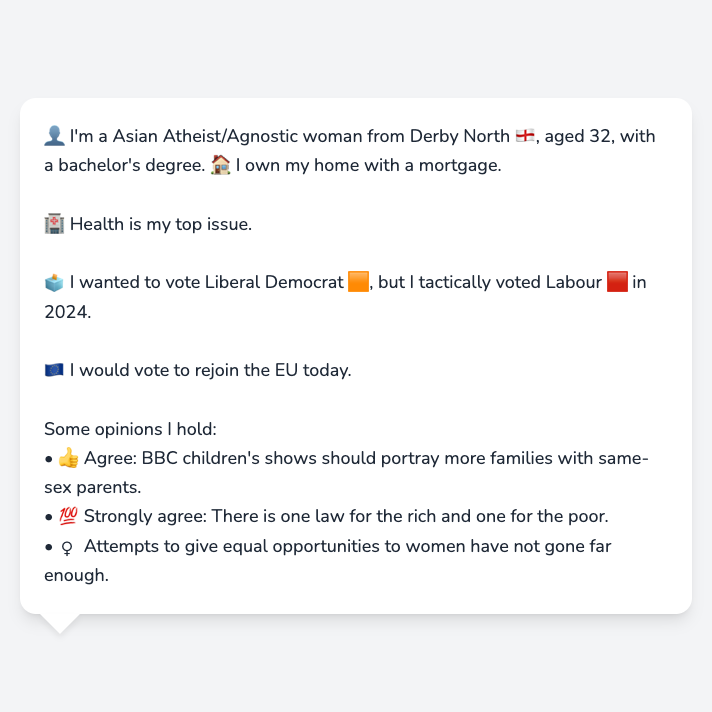 👤 I'm a Asian Atheist/Agnostic woman from Derby North 🏴󠁧󠁢󠁥󠁮󠁧󠁿, aged 32, with
a bachelor's degree. 🏠 I own my home with a mortgage.
🏥 Health is my top issue.
🗳️ I wanted to vote Liberal Democrat 🟧, but I tactically voted Labour 🟥 in
2024.
🇪🇺 I would vote to rejoin the EU today.
Some opinions I hold:
• 👍 Agree: BBC children's shows should portray more families with same-
sex parents.
• 💯 Strongly agree: There is one law for the rich and one for the poor.
• ♀ Attempts to give equal opportunities to women have not gone far
enough.